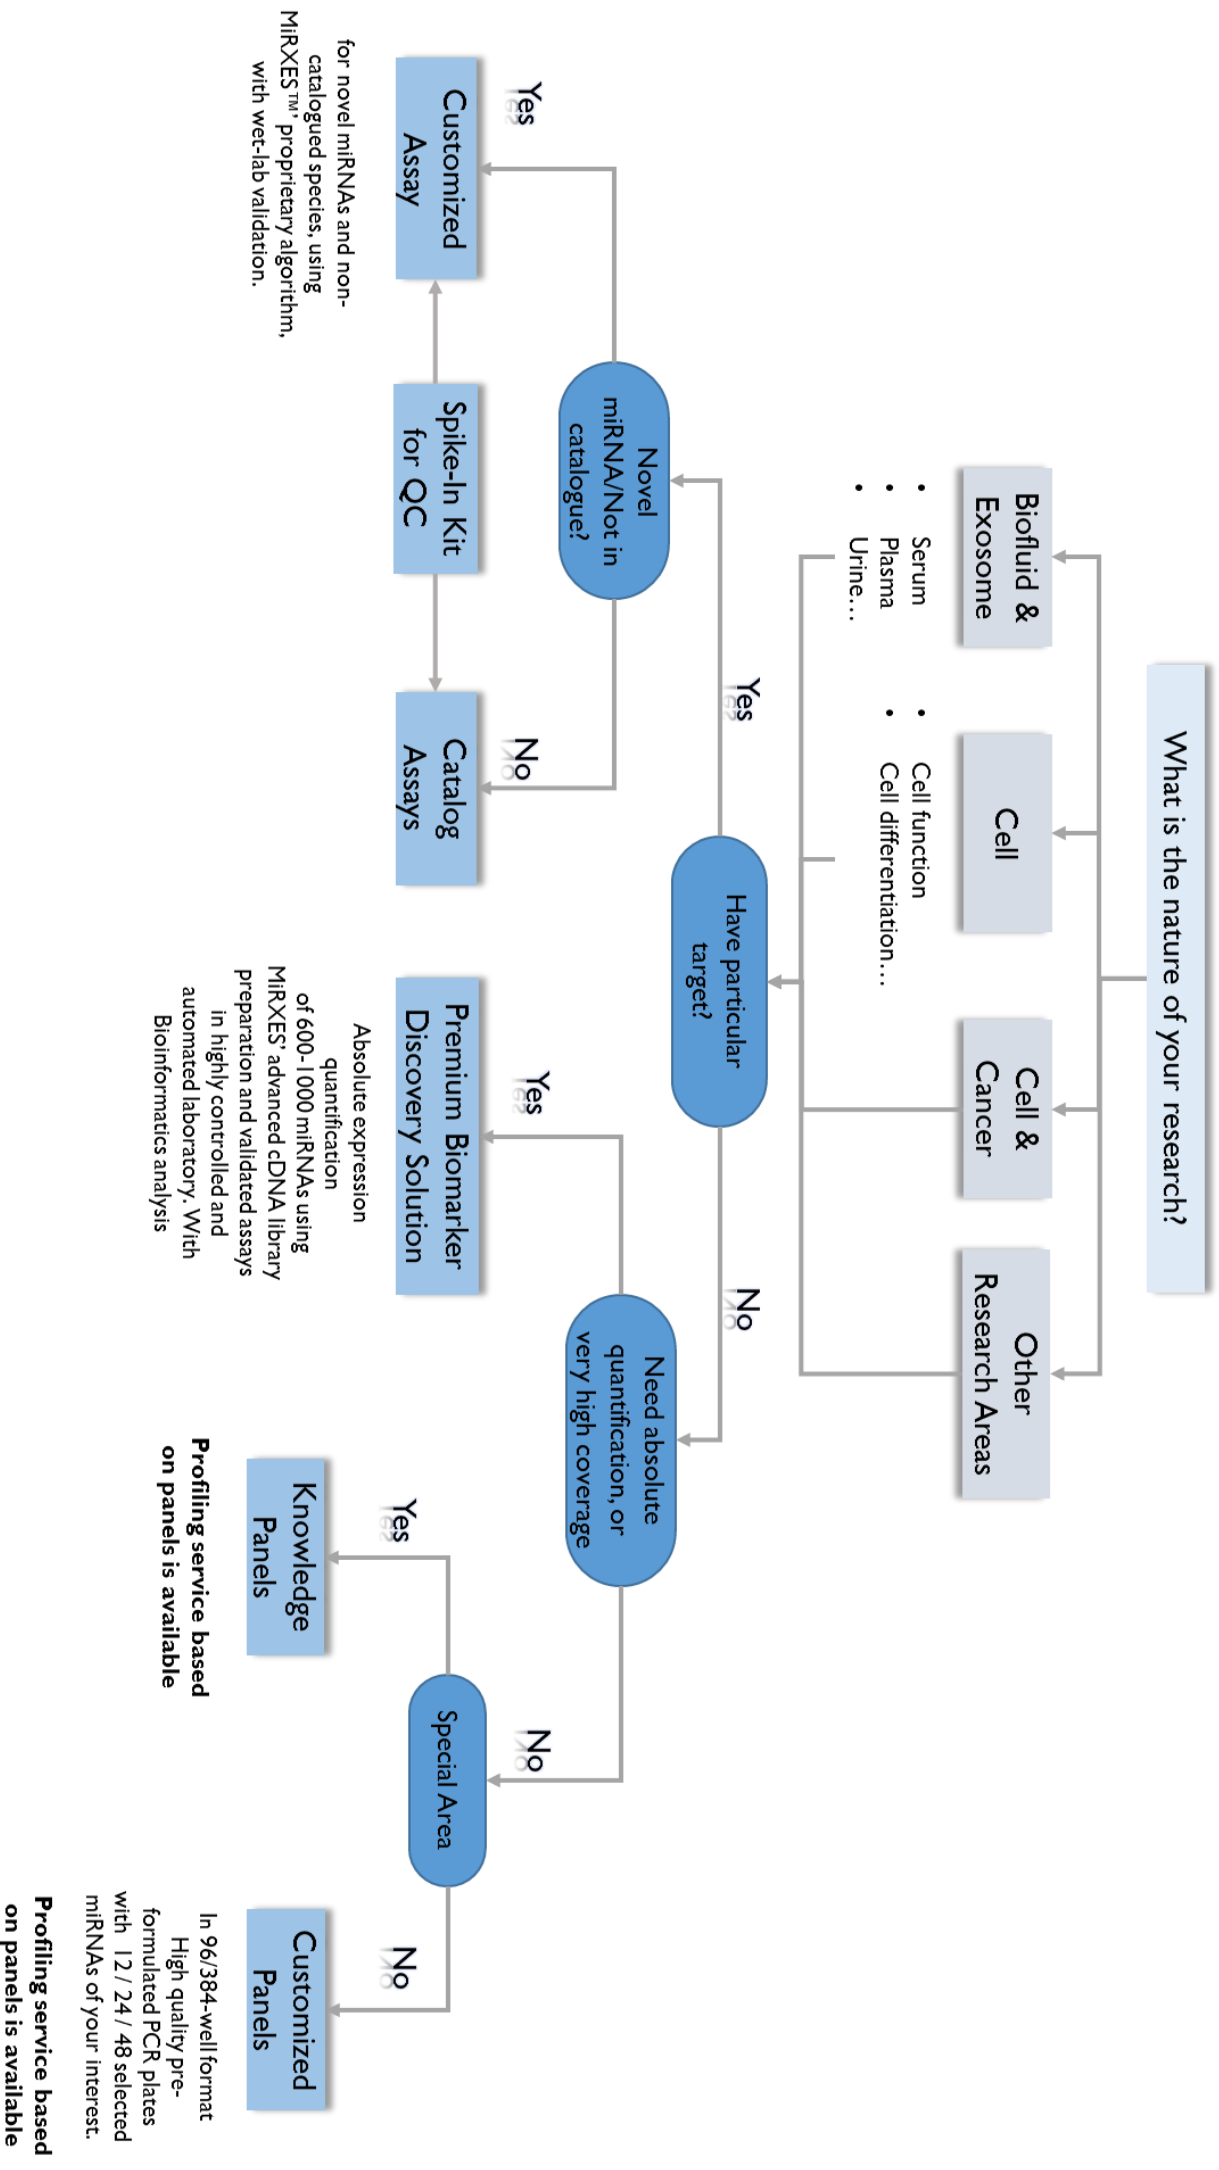 What is the nature of your research?
Biofluid &
Exosome
• Serum
• Plasma
• Urine…
Cell
• Cell function
• Cell differentiation…
Cell &
Cancer
Other
Research Areas
Have particular
target?
Yes
No
Novel
miRNA/Not in
catalogue?
Need absolute
quantification, or
very high coverage
Yes
No
Yes
No
Customized
Assay
for novel miRNAs and non-
catalogued species, using
MiRXES™' proprietary algorithm,
with wet-lab validation.
Spike-In Kit
for QC
Catalog
Assays
Premium Biomarker
Discovery Solution
Absolute expression
quantification
of 600-1000 miRNAs using
MiRXES' advanced cDNA library
preparation and validated assays
in highly controlled and
automated laboratory. With
Bioinformatics analysis
Special Area
Yes
No
Knowledge
Panels
Profiling service based
on panels is available
Customized
Panels
In 96/384-well format
High quality pre-
formulated PCR plates
with 12 / 24 / 48 selected
miRNAs of your interest.
Profiling service based
on panels is available